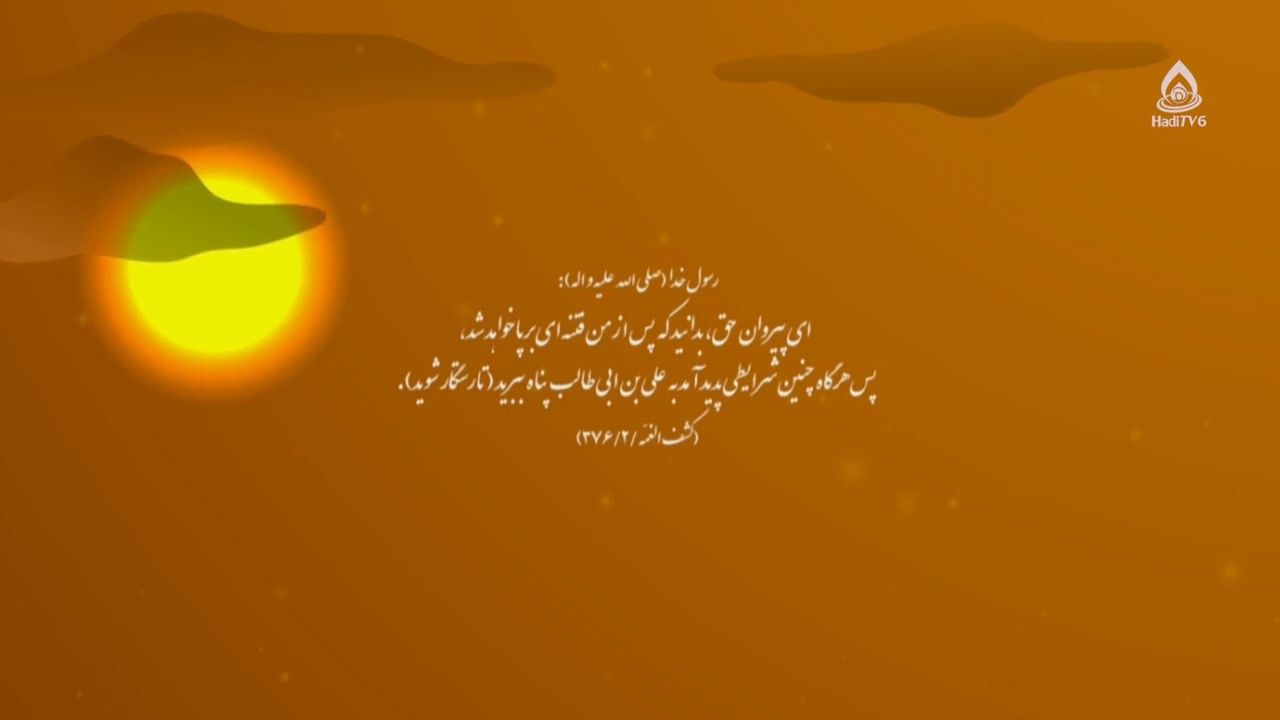 HadiTV6
رسول خدا (صلی الله علیه و اله):
ای پیروان حق، بدانید که پس از من فتنه ای برپا خواهد شد،
پس هرگاه چنین شرایطی پدید آمد به علی بن ابی طالب پناه ببرید (تا رستگار شوید).
(کشف الغمّه /۲/ ۳۷۶)